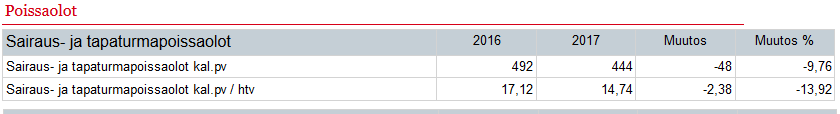 Poissaolot
Sairaus- ja tapaturmapoissaolot 2016 2017 Muutos Muutos %
Sairaus- ja tapaturmapoissaolot kal.pv 492 444 -48 -9,76
Sairaus- ja tapaturmapoissaolot kal.pv / htv 17,12 14,74 -2,38 -13,92